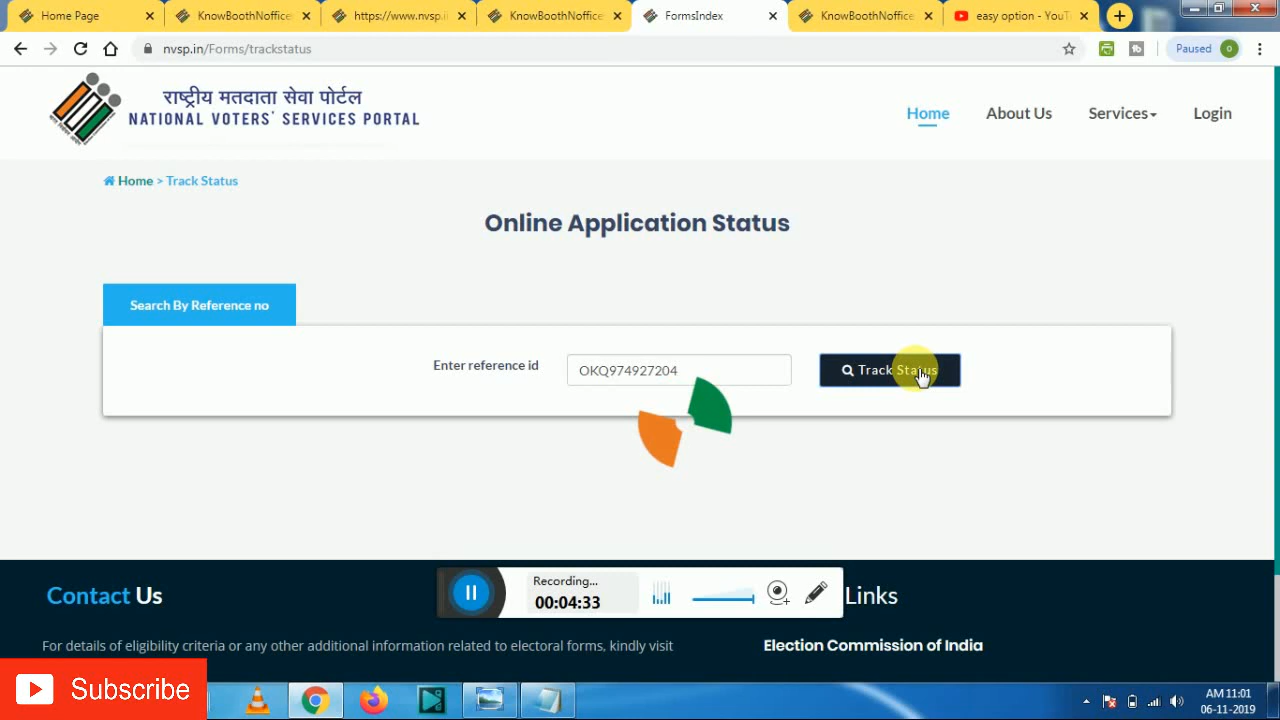 Home Page
KnowBoothNoffice
https://www.nvsp.i
KnowBoothNoffice
FormsIndex
KnowBoothNoffice
easy option - YouT
nvsp.in/Forms/trackstatus
Paused
राष्ट्रीय मतदाता सेवा पोर्टल
NATIONAL VOTERS' SERVICES PORTAL
Home About Us Services Login
Home > Track Status
Online Application Status
Search By Reference no
Enter reference id
OKQ974927204
Track Status
Recording...
00:04:33
Contact Us
Links
For details of eligibility criteria or any other additional information related to electoral forms, kindly visit
Election Commission of India
Subscribe
AM 11:01
06-11-2019